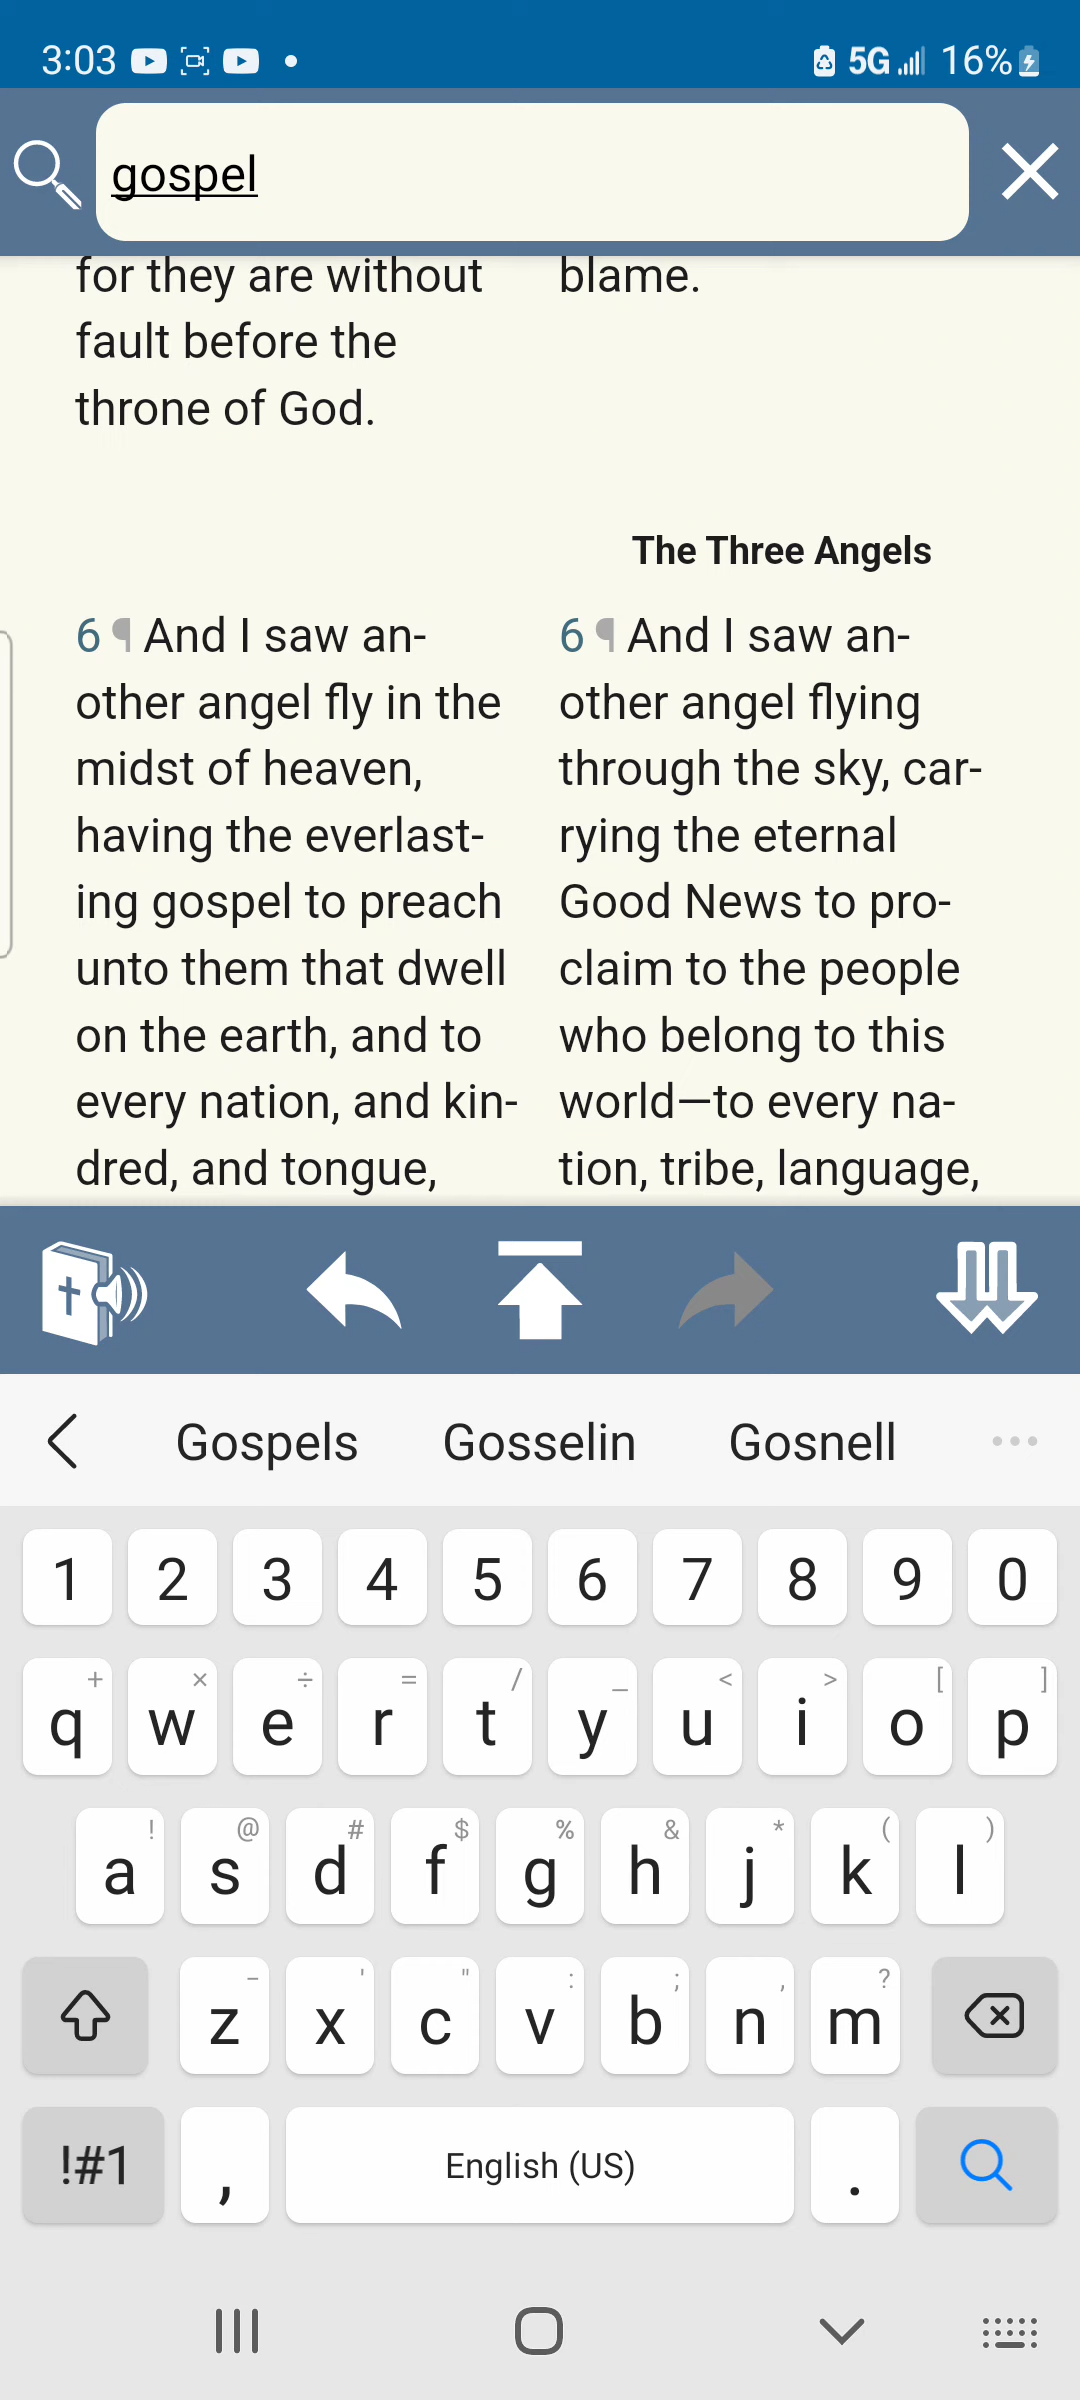 3:03 5G 16%
gospel
for they are without
fault before the
throne of God.
6 ¶ And I saw an-
other angel fly in the
midst of heaven,
having the everlast-
ing gospel to preach
unto them that dwell
on the earth, and to
every nation, and kin-
dred, and tongue,
blame.
The Three Angels
6 ¶ And I saw an-
other angel flying
through the sky, car-
rying the eternal
Good News to pro-
claim to the people
who belong to this
world—to every na-
tion, tribe, language,
Gospels Gosselin Gosnell
1 2 3 4 5 6 7 8 9 0
+ × ÷ = / _ < > [ ]
q w e r t y u i o p
! @ # $ % & * ( )
a s d f g h j k l
- ' " : ; , ?
z x c v b n m
!#1 , English (US) .